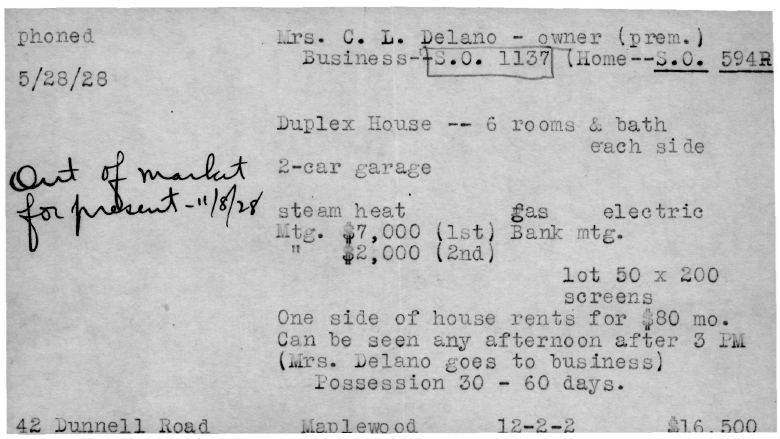 phoned
5/28/28
Mrs. C. L. Delano - owner (prem.)
Business--S.O. 1137 (Home--S.O. 594R
Duplex House -- 6 rooms & bath
each side
2-car garage
Out of market
for present - 11/8/28
steam heat gas electric
Mtg. $7,000 (1st) Bank mtg.
" $2,000 (2nd)
lot 50 x 200
screens
One side of house rents for $80 mo.
Can be seen any afternoon after 3 PM
(Mrs. Delano goes to business)
Possession 30 - 60 days.
42 Dunnell Road Maplewood 12-2-2 $16,500